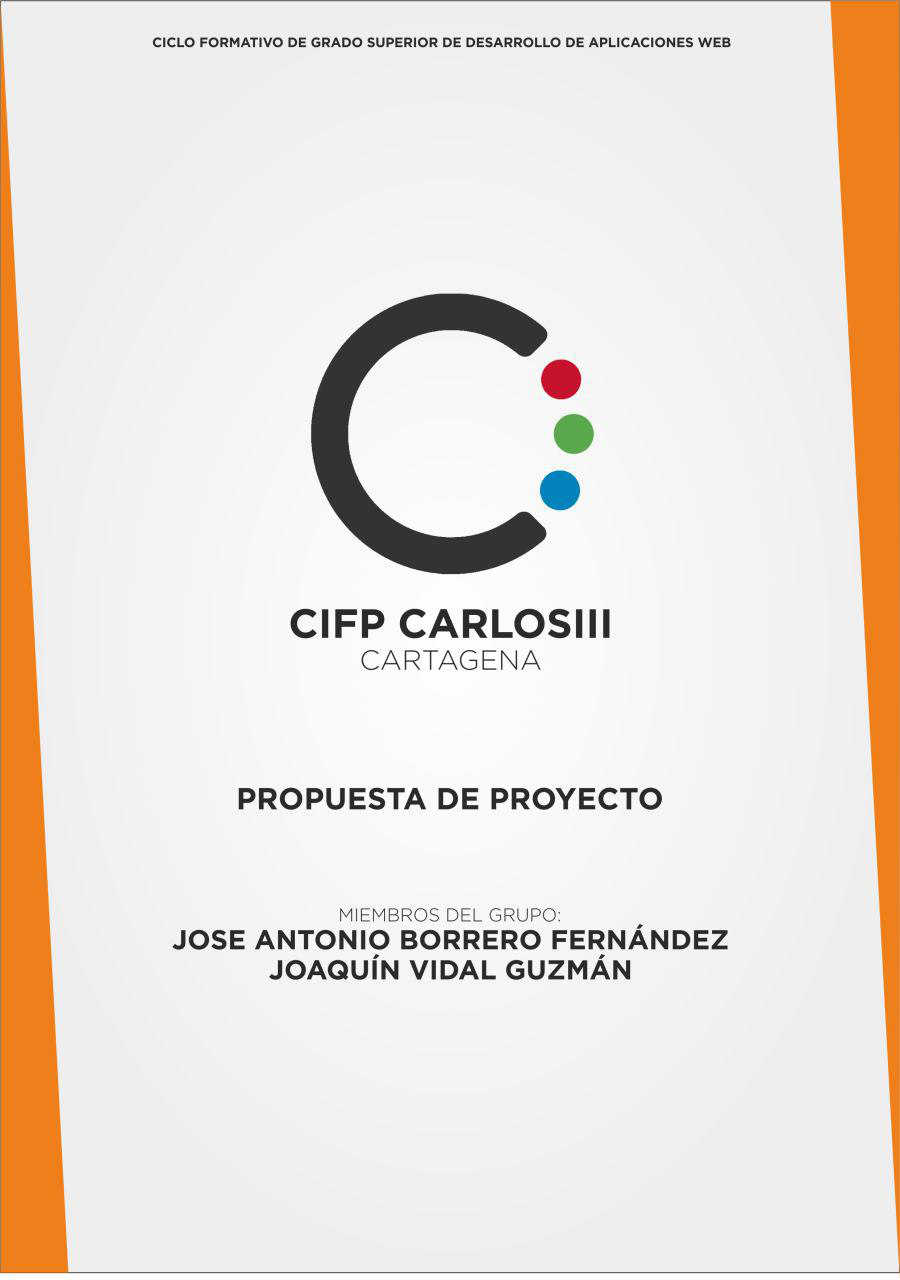 CICLO FORMATIVO DE GRADO SUPERIOR DE DESARROLLO DE APLICACIONES WEB
CIFP CARLOSIII
CARTAGENA
PROPUESTA DE PROYECTO
MIEMBROS DEL GRUPO:
JOSE ANTONIO BORRERO FERNÁNDEZ
JOAQUÍN VIDAL GUZMÁN